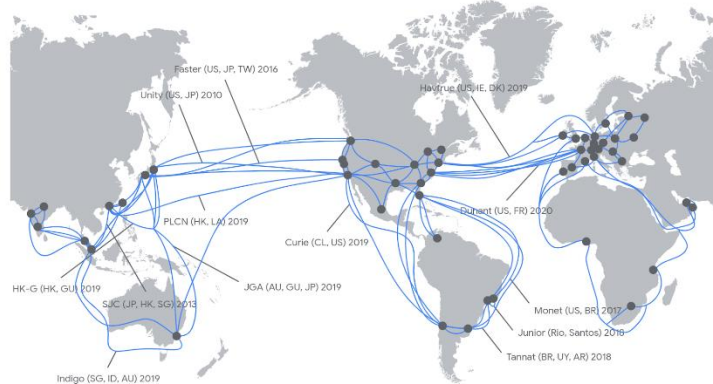 Faster (US, JP, TW) 2016
Unity (US, JP) 2010
Havfrue (US, IE, DK) 2019
PLCN (HK, LA) 2019
Dunant (US, FR) 2020
Curie (CL, US) 2019
HK-G (HK, GU) 2019
JGA (AU, GU, JP) 2019
SJC (JP, HK, SG) 2013
Monet (US, BR) 2017
Junior (Rio, Santos) 2018
Tannat (BR, UY, AR) 2018
Indigo (SG, ID, AU) 2019